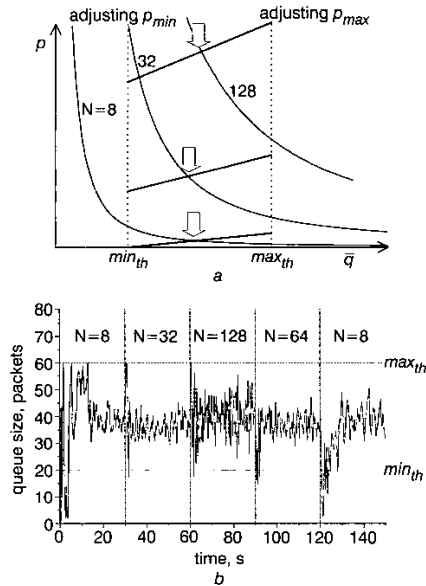 adjusting p_min adjusting p_max
p
32
N=8
128
min_th max_th q̅
a
80
70 N=8 N=32 N=128 N=64 N=8
60 max_th
50
40
30
20 min_th
10
0
queue size, packets
0 20 40 60 80 100 120 140
time, s
b